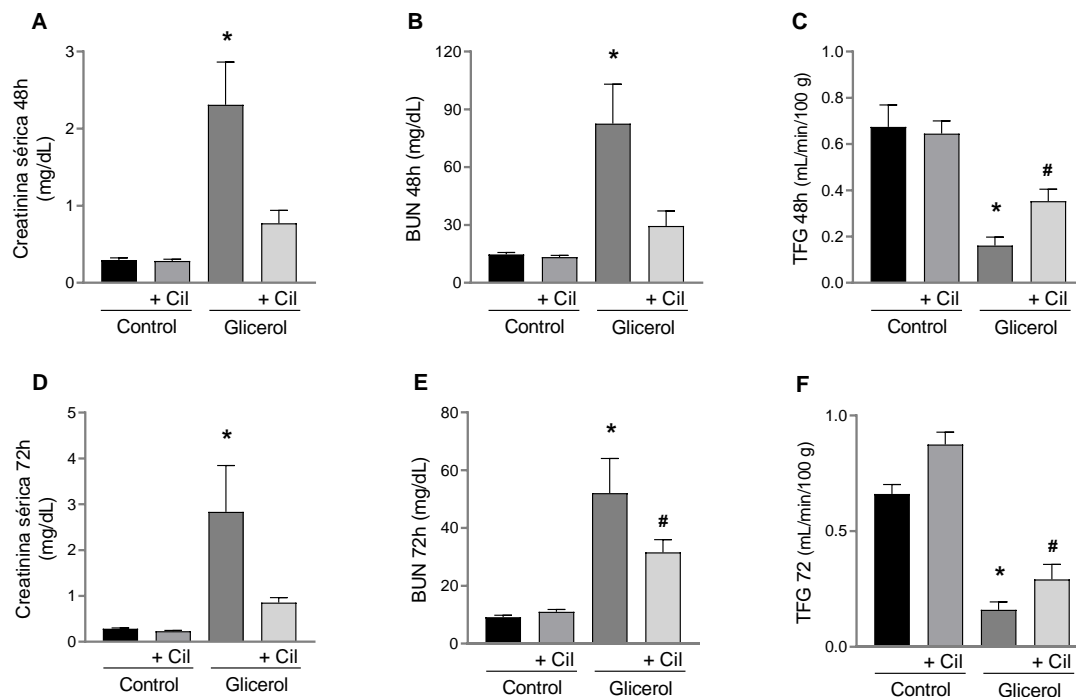 A
Creatinina sérica 48h
(mg/dL)
3
2
1
0
*
+ Cil
+ Cil
Control
Glicerol
B
BUN 48h (mg/dL)
120
90
60
30
0
*
+ Cil
+ Cil
Control
Glicerol
C
TFG 48h (mL/min/100 g)
1.0
0.8
0.6
0.4
0.2
0.0
*
#
+ Cil
+ Cil
Control
Glicerol
D
Creatinina sérica 72h
(mg/dL)
5
4
3
2
1
0
*
+ Cil
+ Cil
Control
Glicerol
E
BUN 72h (mg/dL)
80
60
40
20
0
*
#
+ Cil
+ Cil
Control
Glicerol
F
TFG 72 (mL/min/100 g)
1.0
0.5
0.0
*
#
+ Cil
+ Cil
Control
Glicerol